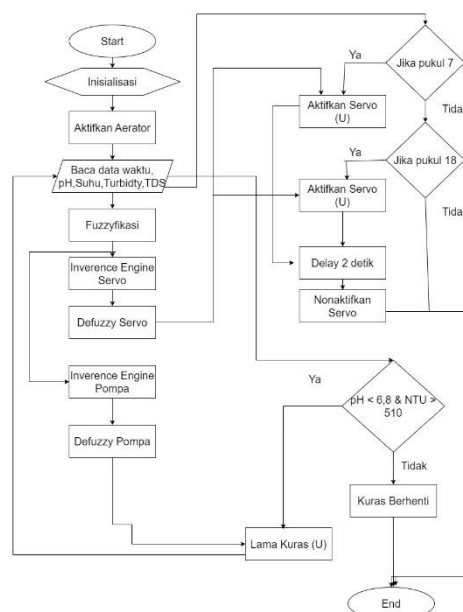 Start
Inisialisasi
Aktifkan Aerator
Baca data waktu,
pH,Suhu,Turbidty,TDS
Fuzzyfikasi
Inverence Engine
Servo
Defuzzy Servo
Inverence Engine
Pompa
Defuzzy Pompa
Jika pukul 7
Ya
Tida
Aktifkan Servo
(U)
Jika pukul 18
Ya
Tida
Aktifkan Servo
(U)
Delay 2 detik
Nonaktifkan
Servo
Ya
pH < 6,8 & NTU >
510
Tidak
Kuras Berhenti
Lama Kuras (U)
End